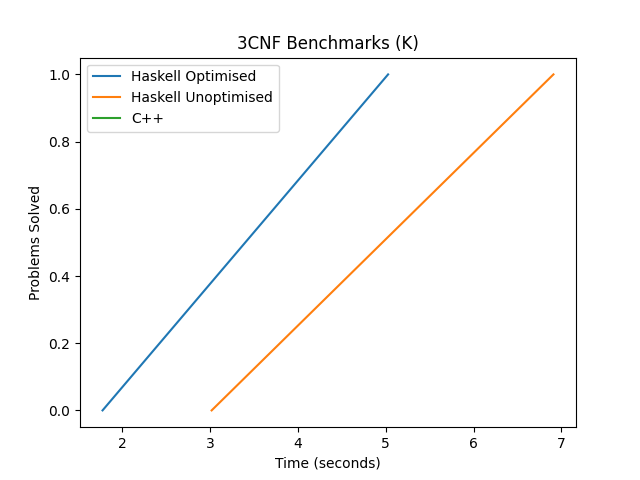 3CNF Benchmarks (K)
Haskell Optimised
Haskell Unoptimised
C++
1.0
0.8
0.6
0.4
0.2
0.0
Problems Solved
2 3 4 5 6 7
Time (seconds)